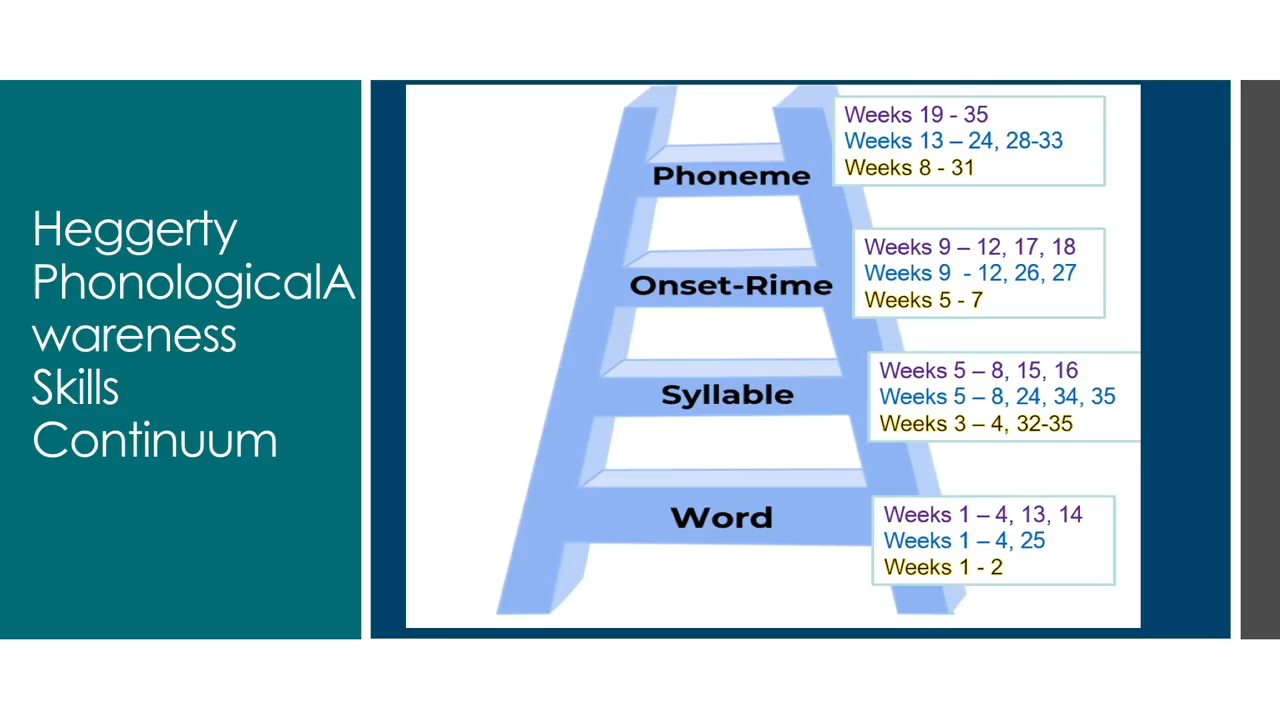 Heggerty
PhonologicalA
wareness
Skills
Continuum
Phoneme
Weeks 19 - 35
Weeks 13 – 24, 28-33
Weeks 8 - 31
Onset-Rime
Weeks 9 – 12, 17, 18
Weeks 9  - 12, 26, 27
Weeks 5 - 7
Syllable
Weeks 5 – 8, 15, 16
Weeks 5 – 8, 24, 34, 35
Weeks 3 – 4, 32-35
Word
Weeks 1 – 4, 13, 14
Weeks 1 – 4, 25
Weeks 1 - 2